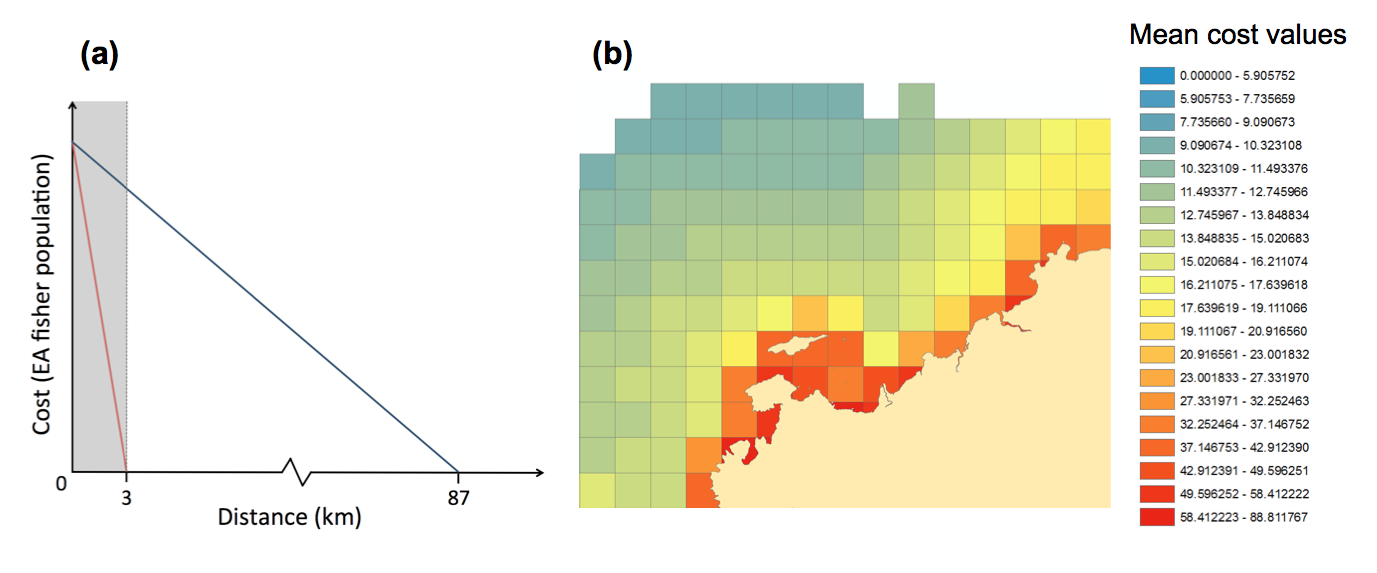 (a)
Cost (EA fisher population)
0
3
87
Distance (km)
(b)
Mean cost values
0.000000 - 5.905752
5.905753 - 7.735659
7.735660 - 9.090673
9.090674 - 10.323108
10.323109 - 11.493376
11.493377 - 12.745966
12.745967 - 13.848834
13.848835 - 15.020683
15.020684 - 16.211074
16.211075 - 17.639618
17.639619 - 19.111066
19.111067 - 20.916560
20.916561 - 23.001832
23.001833 - 27.331970
27.331971 - 32.252463
32.252464 - 37.146752
37.146753 - 42.912390
42.912391 - 49.596251
49.596252 - 58.412222
58.412223 - 88.811767